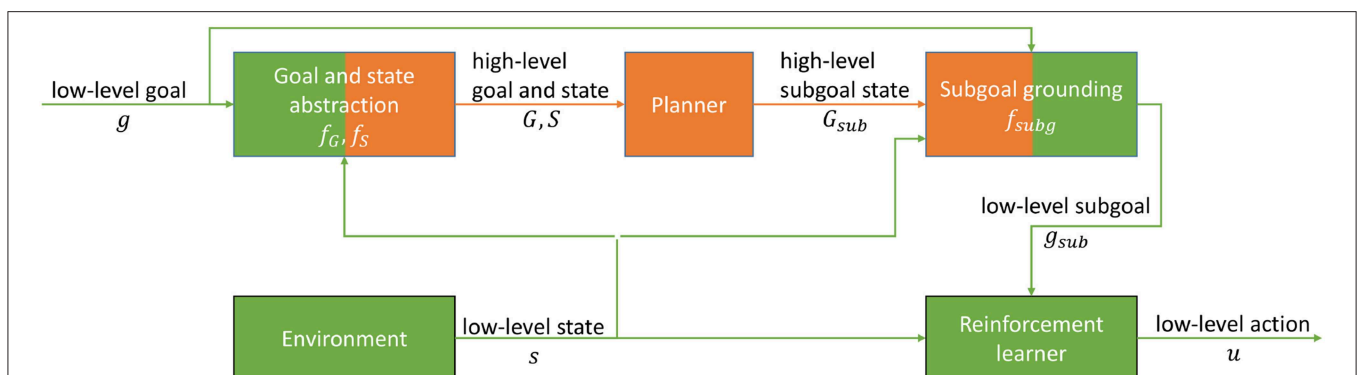 low-level goal
g
Goal and state
abstraction
f_G, f_S
high-level
goal and state
G, S
Planner
high-level
subgoal state
G_sub
Subgoal grounding
f_subg
low-level subgoal
g_sub
Environment
low-level state
s
Reinforcement
learner
low-level action
u